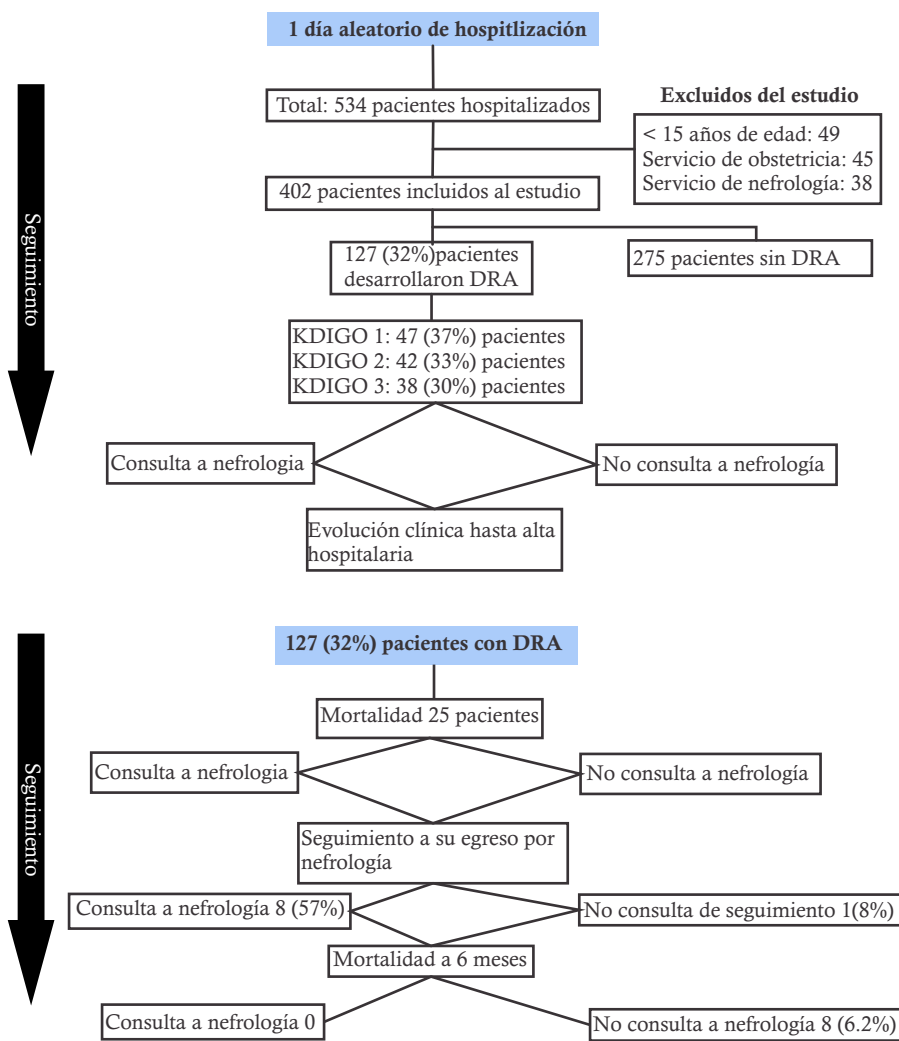 1 día aleatorio de hospitlización
Total: 534 pacientes hospitalizados
Excluidos del estudio
< 15 años de edad: 49
Servicio de obstetricia: 45
Servicio de nefrología: 38
402 pacientes incluidos al estudio
127 (32%)pacientes
desarrollaron DRA
275 pacientes sin DRA
KDIGO 1: 47 (37%) pacientes
KDIGO 2: 42 (33%) pacientes
KDIGO 3: 38 (30%) pacientes
Consulta a nefrologia
No consulta a nefrología
Evolución clínica hasta alta
hospitalaria
Seguimiento
127 (32%) pacientes con DRA
Mortalidad 25 pacientes
Consulta a nefrologia
No consulta a nefrología
Seguimiento a su egreso por
nefrología
Consulta a nefrología 8 (57%)
No consulta de seguimiento 1(8%)
Mortalidad a 6 meses
Consulta a nefrología 0
No consulta a nefrología 8 (6.2%)
Seguimiento